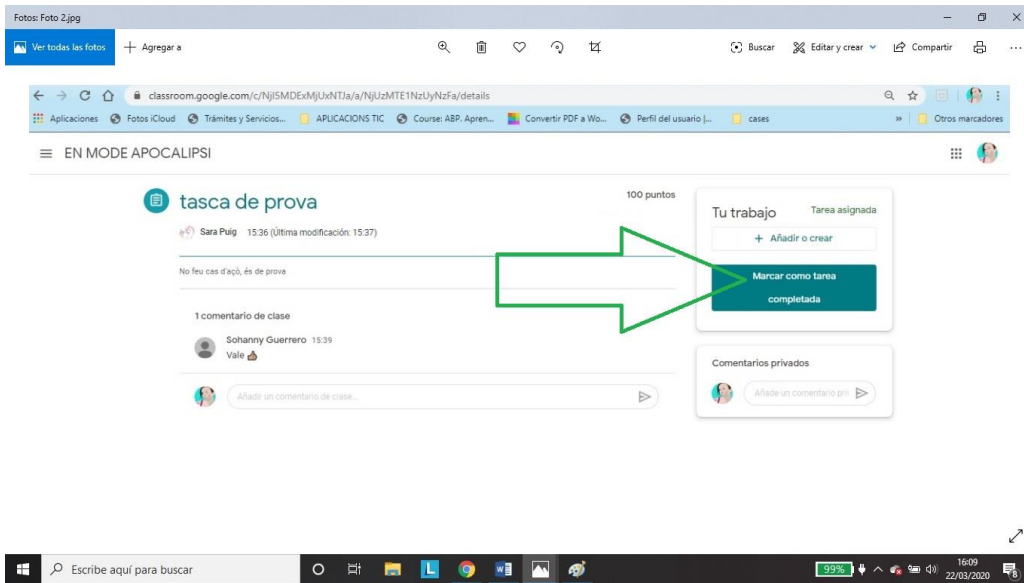 Fotos: Foto 2.jpg
Ver todas las fotos
Agregar a
Buscar
Editar y crear
Compartir
classroom.google.com/c/NjI5MDExMjUxNTJa/a/NjUzMTE1NzUyNzFa/details
Aplicaciones
Fotos iCloud
Trámites y Servicios...
APLICACIONS TIC
Course: ABP. Apren...
Convertir PDF a Wo...
Perfil del usuario |...
cases
»
Otros marcadores
EN MODE APOCALIPSI
tasca de prova
100 puntos
Sara Puig 15:36 (Última modificación: 15:37)
No feu cas d'açò, és de prova
1 comentario de clase
Sohanny Guerrero 15:39
Vale 👍🏽
Añadir un comentario de clase...
Tu trabajo
Tarea asignada
+ Añadir o crear
Marcar como tarea
completada
Comentarios privados
Añade un comentario pri
Escribe aquí para buscar
L
W
99%
16:09
22/03/2020
8